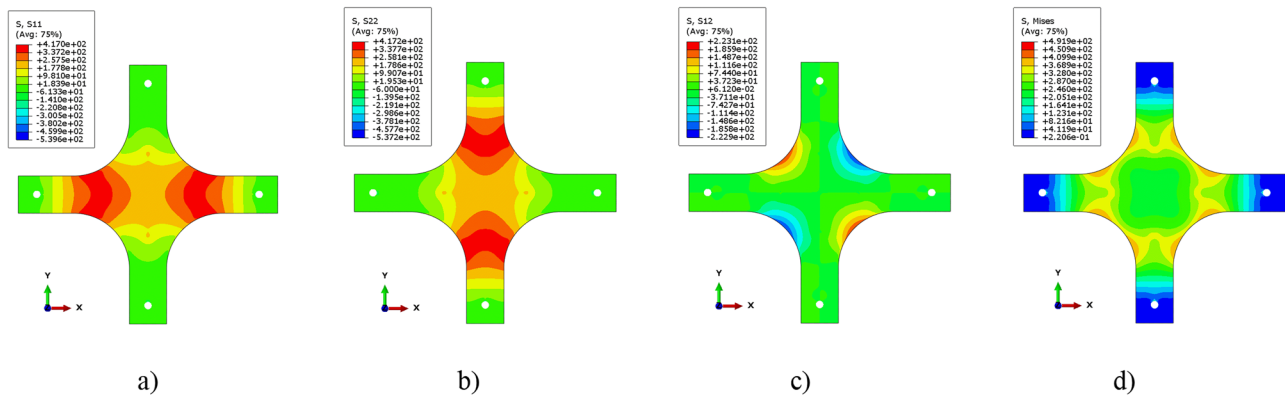 S, S11
(Avg: 75%)
+4.170e+02
+3.372e+02
+2.575e+02
+1.778e+02
+9.810e+01
+1.839e+01
-6.133e+01
-1.410e+02
-2.208e+02
-3.005e+02
-3.802e+02
-4.599e+02
-5.396e+02
Y
X
a)
S, S22
(Avg: 75%)
+4.172e+02
+3.377e+02
+2.581e+02
+1.786e+02
+9.907e+01
+1.953e+01
-6.000e+01
-1.395e+02
-2.191e+02
-2.986e+02
-3.781e+02
-4.577e+02
-5.372e+02
Y
X
b)
S, S12
(Avg: 75%)
+2.231e+02
+1.859e+02
+1.487e+02
+1.116e+02
+7.440e+01
+3.723e+01
+6.120e-02
-3.711e+01
-7.427e+01
-1.114e+02
-1.486e+02
-1.858e+02
-2.229e+02
Y
X
c)
S, Mises
(Avg: 75%)
+4.919e+02
+4.509e+02
+4.099e+02
+3.689e+02
+3.280e+02
+2.870e+02
+2.460e+02
+2.051e+02
+1.641e+02
+1.231e+02
+8.216e+01
+4.119e+01
+2.206e-01
Y
X
d)